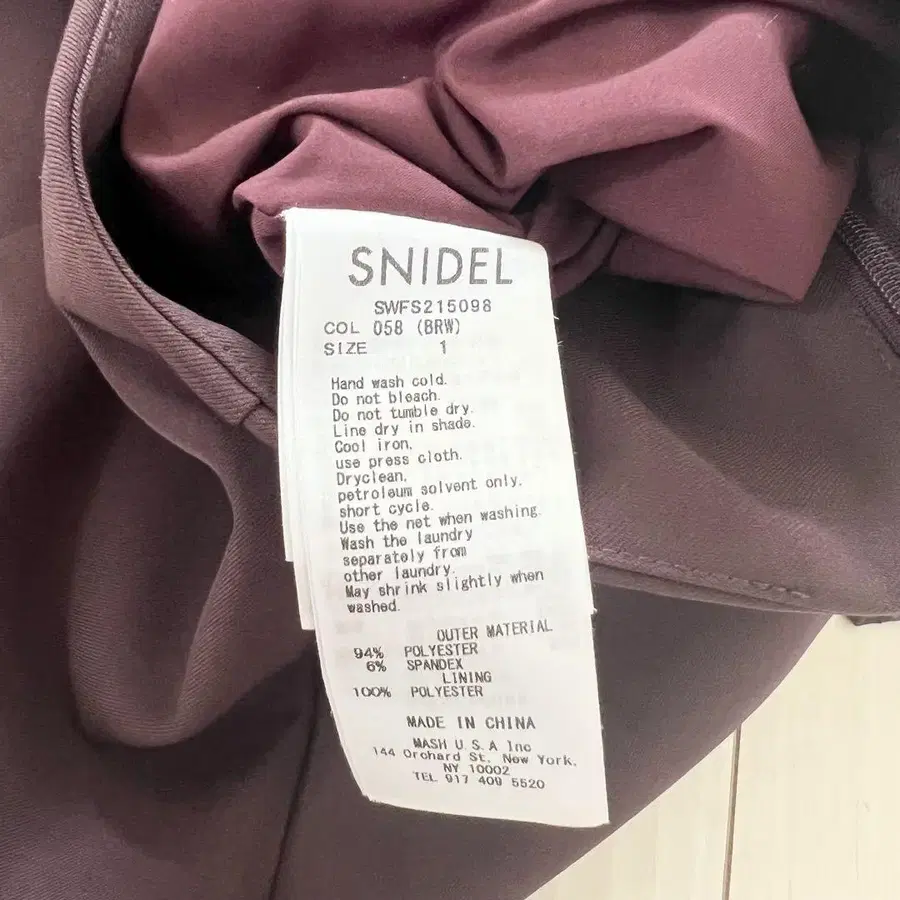 SNIDEL
SWFS215098
COL 058 (BRW)
SIZE 1
Hand wash cold.
Do not bleach.
Do not tumble dry.
Line dry in shade.
Cool iron.
use press cloth.
Dryclean.
petroleum solvent only.
short cycle.
Use the net when washing.
Wash the laundry
separately from
other laundry.
May shrink slightly when
washed.
OUTER MATERIAL
94% POLYESTER
6% SPANDEX
LINING
100% POLYESTER
MADE IN CHINA
MASH U.S.A Inc
144 Orchard St. New York,
NY 10002
TEL 917 409 5520